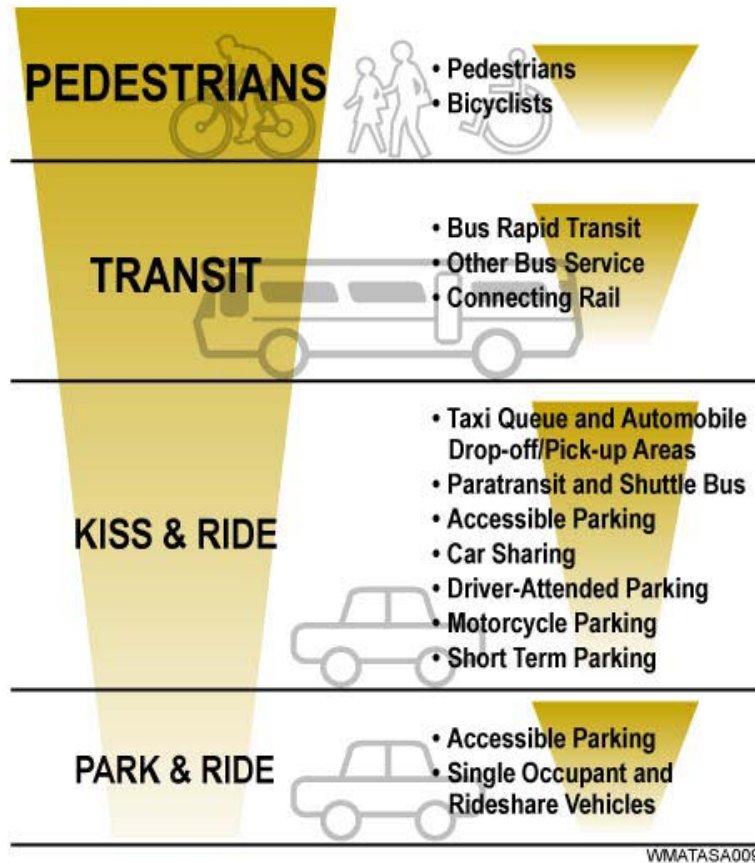 PEDESTRIANS
• Pedestrians
• Bicyclists
TRANSIT
• Bus Rapid Transit
• Other Bus Service
• Connecting Rail
KISS & RIDE
• Taxi Queue and Automobile
Drop-off/Pick-up Areas
• Paratransit and Shuttle Bus
• Accessible Parking
• Car Sharing
• Driver-Attended Parking
• Motorcycle Parking
• Short Term Parking
PARK & RIDE
• Accessible Parking
• Single Occupant and
Rideshare Vehicles
WMATASA009